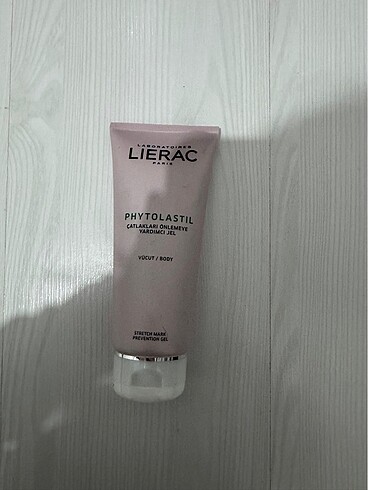 LABORATOIRES
LIERAC
PARIS
PHYTOLASTIL
ÇATLAKLARI ÖNLEMEYE
YARDIMCI JEL
VÜCUT / BODY
STRETCH MARK
PREVENTION GEL